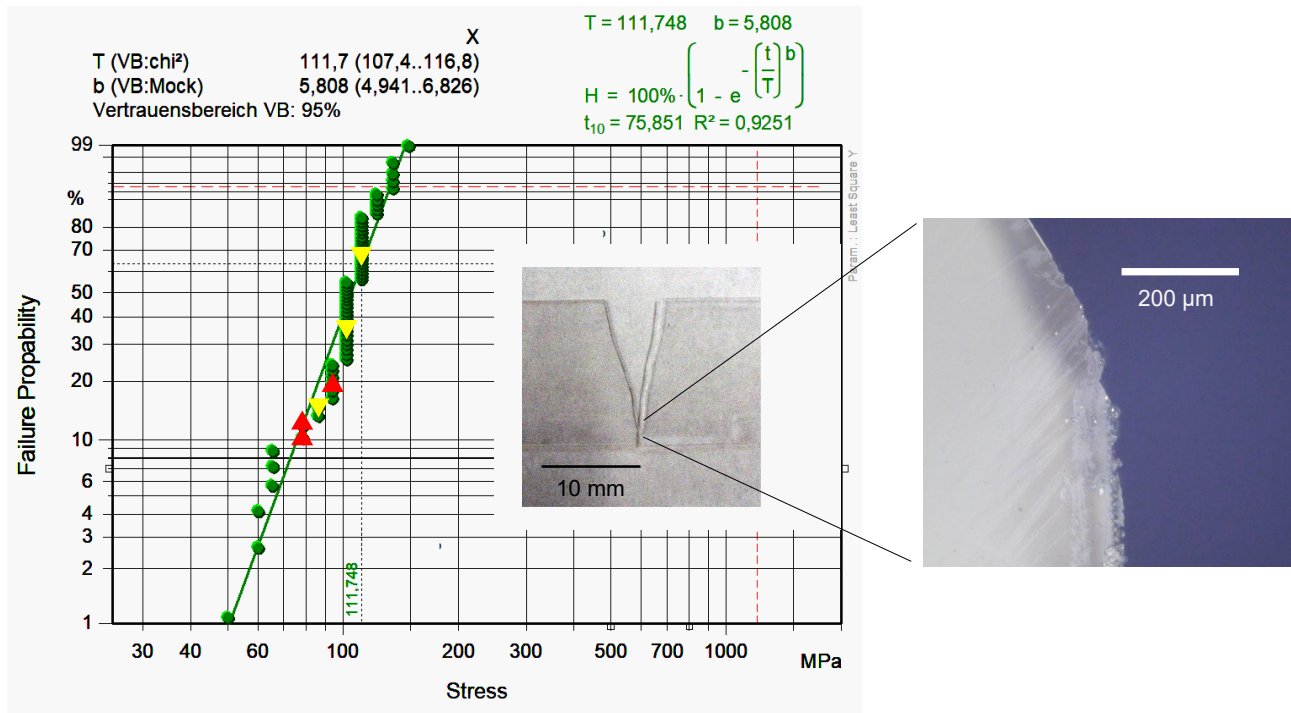 X
T (VB:chi²) 111,7 (107,4..116,8)
b (VB:Mock) 5,808 (4,941..6,826)
Vertrauensbereich VB: 95%
T = 111,748 b = 5,808
H = 100%·(1 - e^-(t/T)^b)
t₁₀ = 75,851 R² = 0,9251
99
%
80
70
50
40
30
20
10
6
4
3
2
1
Failure Propability
111,748
30 40 60 100 200 300 500 700 1000 MPa
Stress
Param.: Least Square Y
10 mm
200 µm